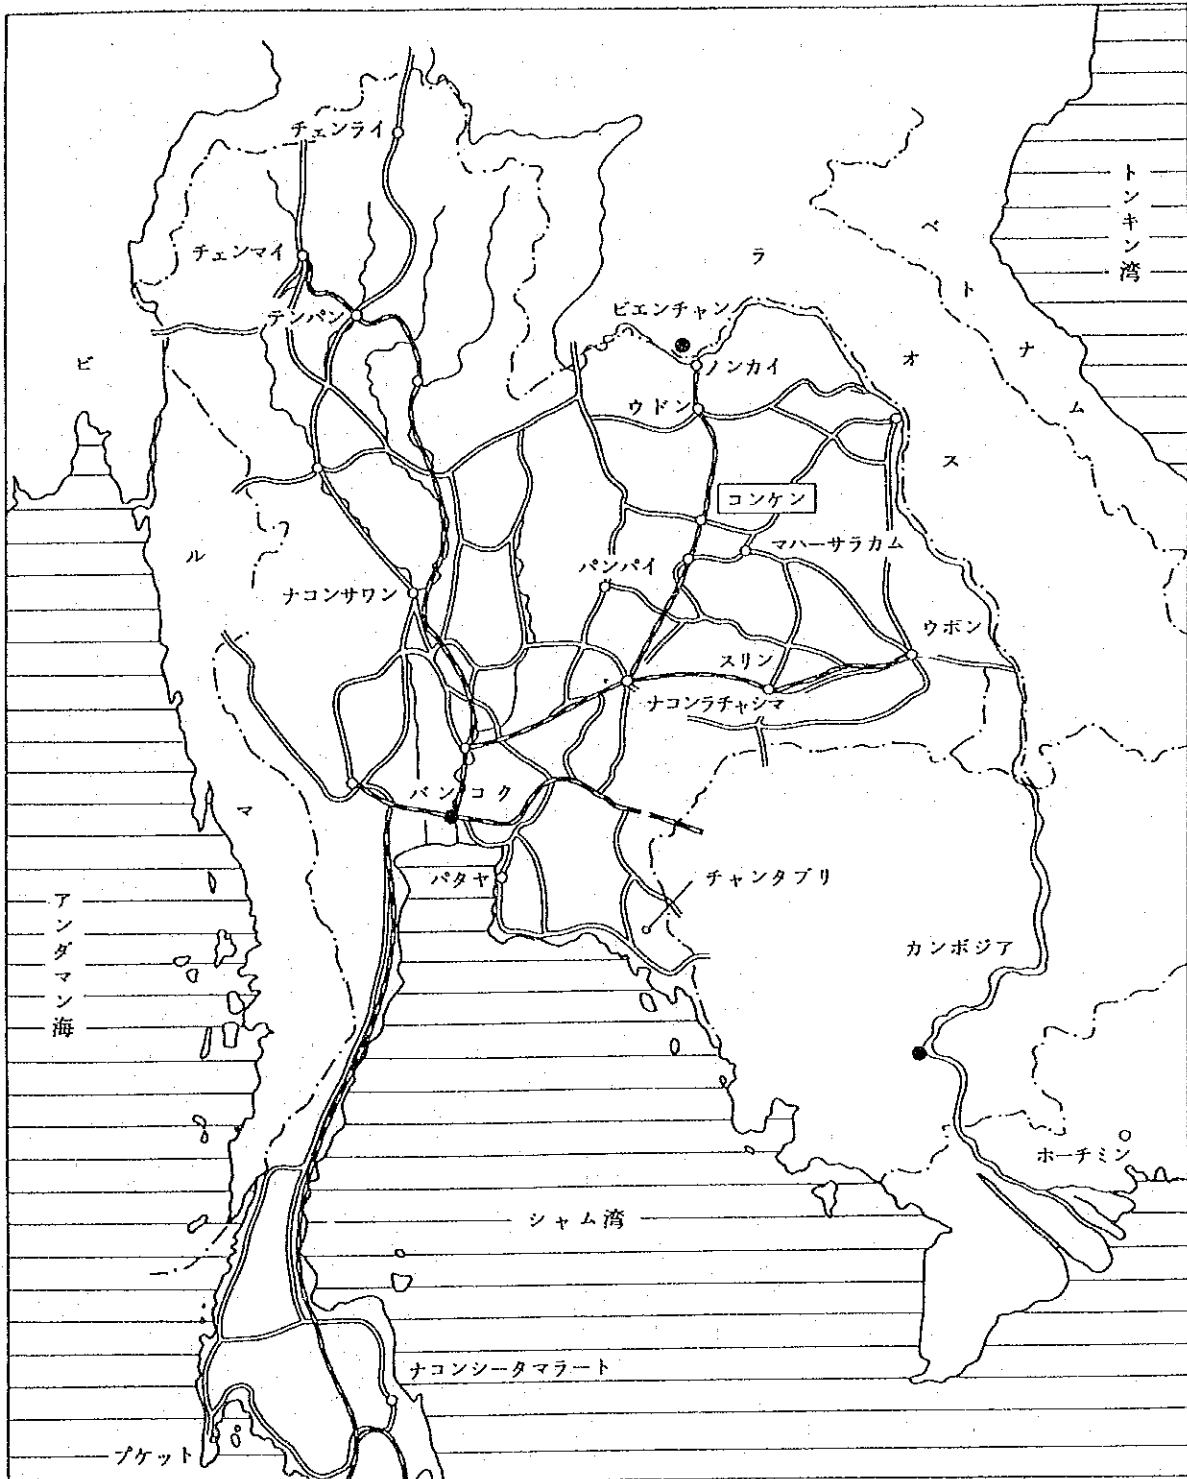 チェンライ
トンキン湾
チェンマイ
ベトナム
ラオス
ビエンチャン
テンパン
ノンカイ
ビルマ
ウドン
コンケン
マハーサラカム
パンパイ
ナコンサワン
ウボン
スリン
ナコンラチャシマ
バンコク
パタヤ
チャンタブリ
アンダマン海
カンボジア
ホーチミン
シャム湾
ナコンシータマラート
プケット